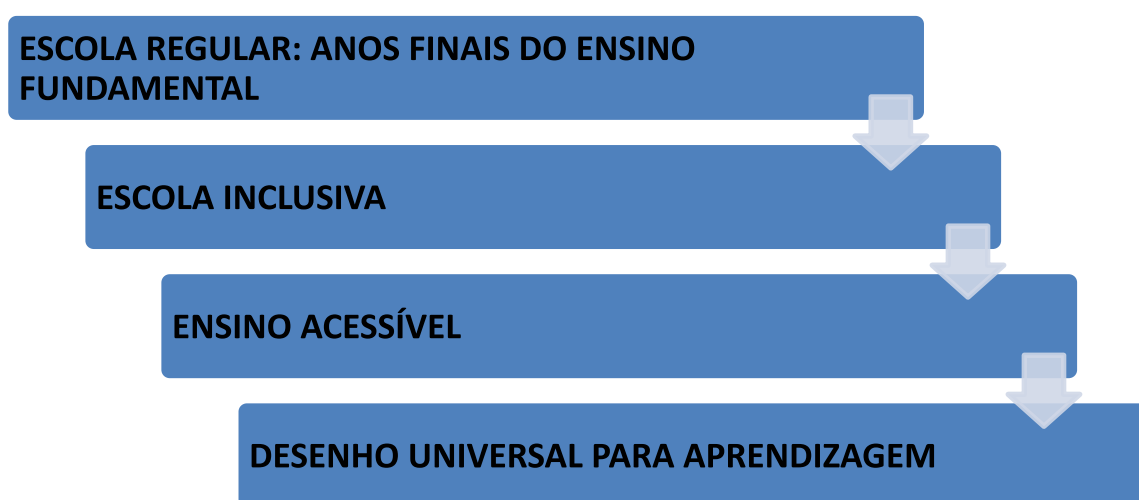 ESCOLA REGULAR: ANOS FINAIS DO ENSINO
FUNDAMENTAL
ESCOLA INCLUSIVA
ENSINO ACESSÍVEL
DESENHO UNIVERSAL PARA APRENDIZAGEM